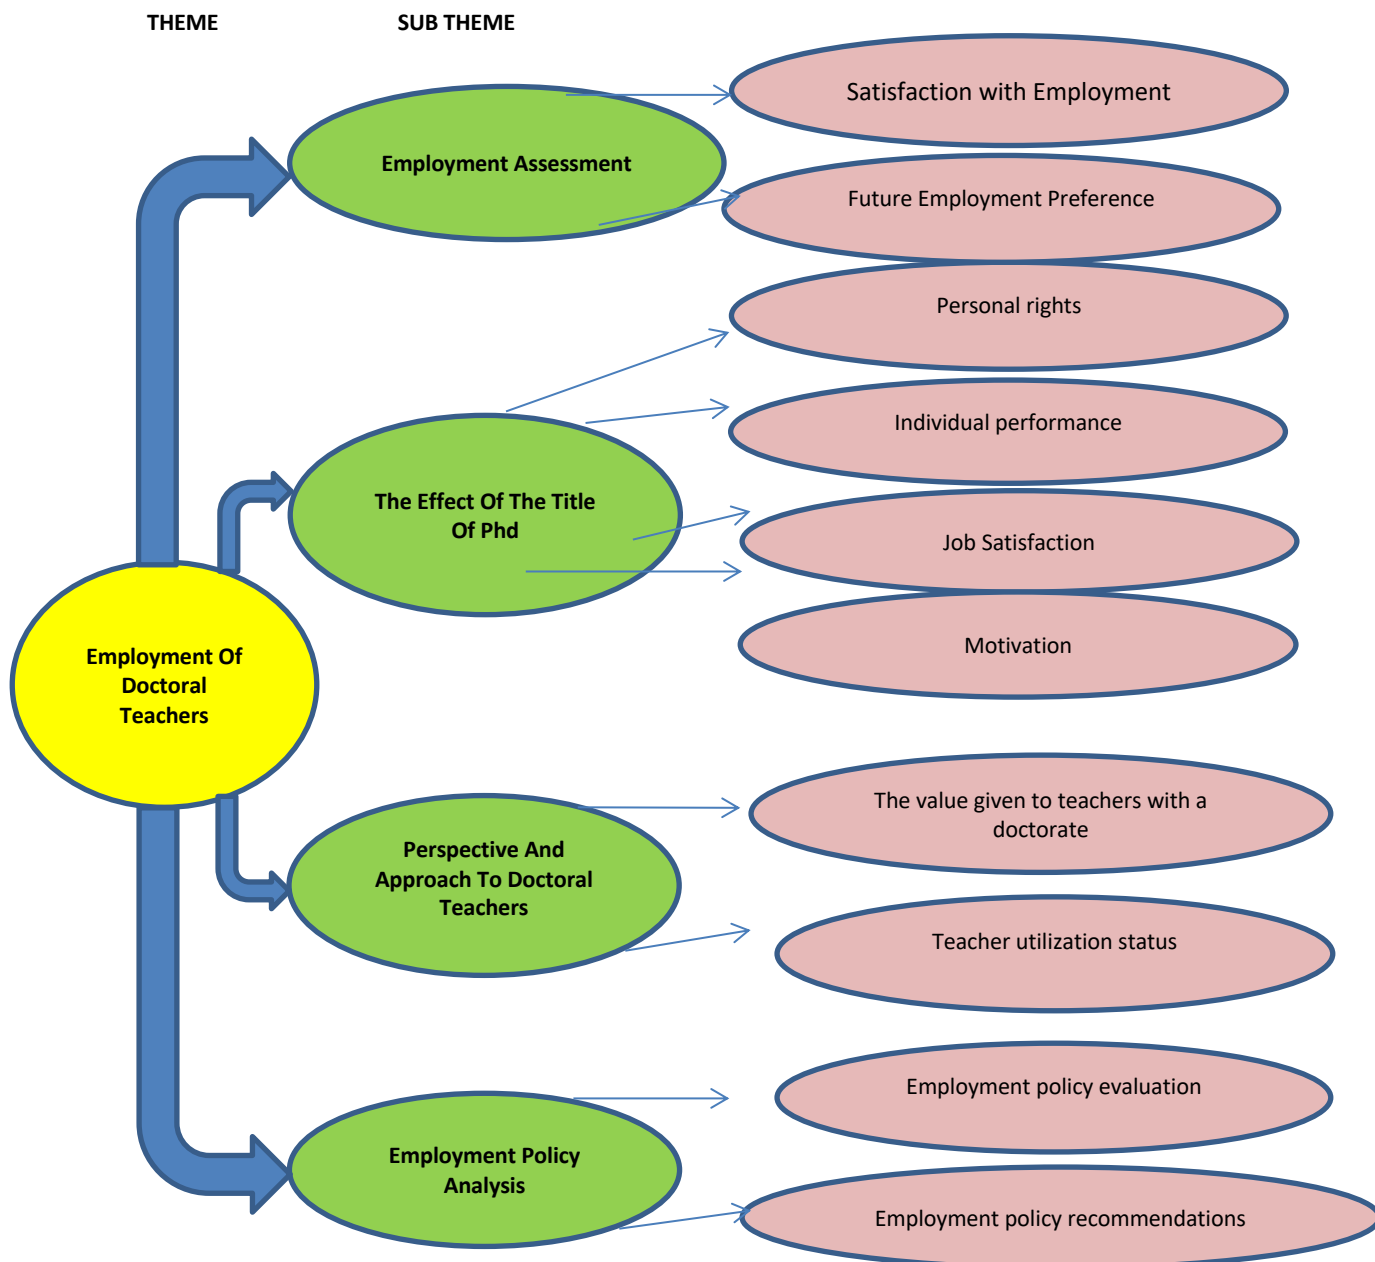 THEME
SUB THEME
Satisfaction with Employment
Employment Assessment
Future Employment Preference
Personal rights
Individual performance
The Effect Of The Title
Of Phd
Job Satisfaction
Motivation
Employment Of
Doctoral
Teachers
The value given to teachers with a
doctorate
Perspective And
Approach To Doctoral
Teachers
Teacher utilization status
Employment policy evaluation
Employment Policy
Analysis
Employment policy recommendations